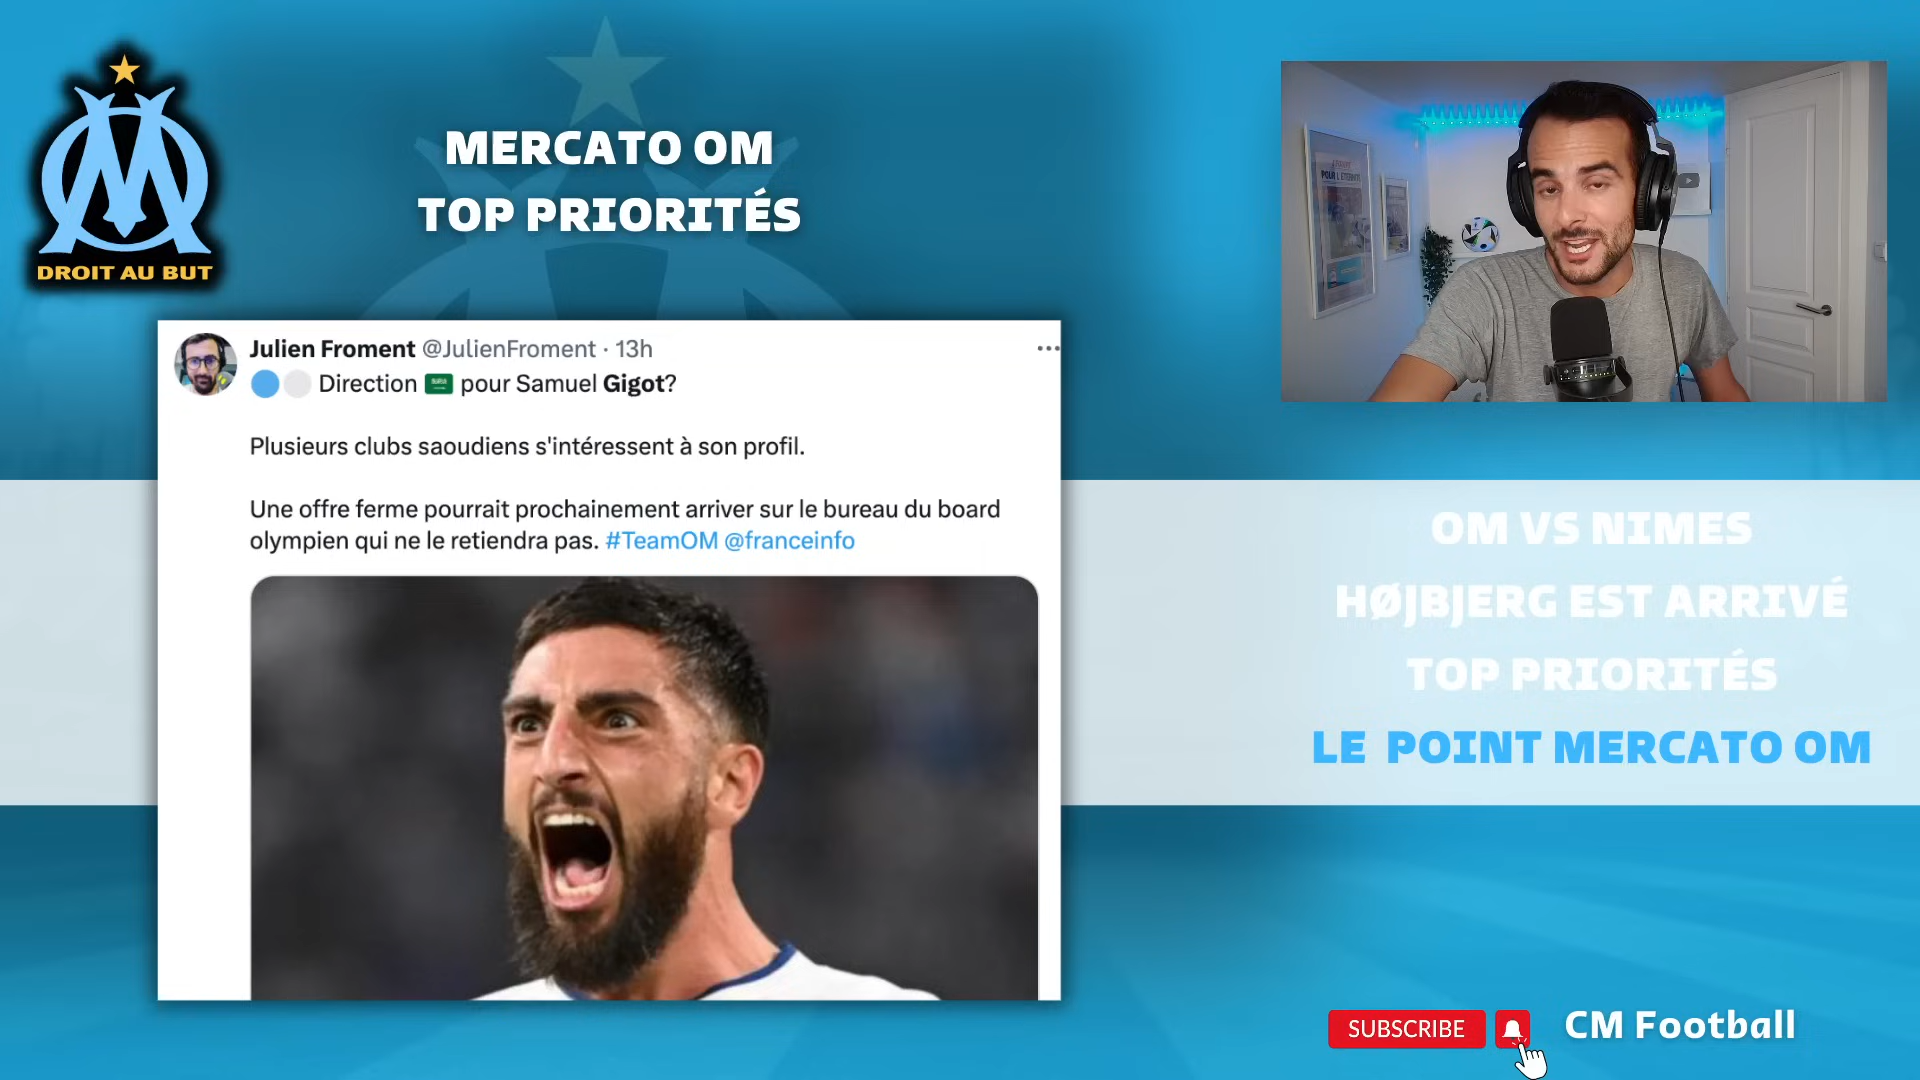 DROIT AU BUT
MERCATO OM
TOP PRIORITÉS
Julien Froment @JulienFroment · 13h
Direction pour Samuel Gigot?
Plusieurs clubs saoudiens s'intéressent à son profil.
Une offre ferme pourrait prochainement arriver sur le bureau du board
olympien qui ne le retiendra pas. #TeamOM @franceinfo
POUR L'ÉTERNITÉ
OM VS NIMES
HØJBJERG EST ARRIVÉ
TOP PRIORITÉS
LE POINT MERCATO OM
SUBSCRIBE
CM Football